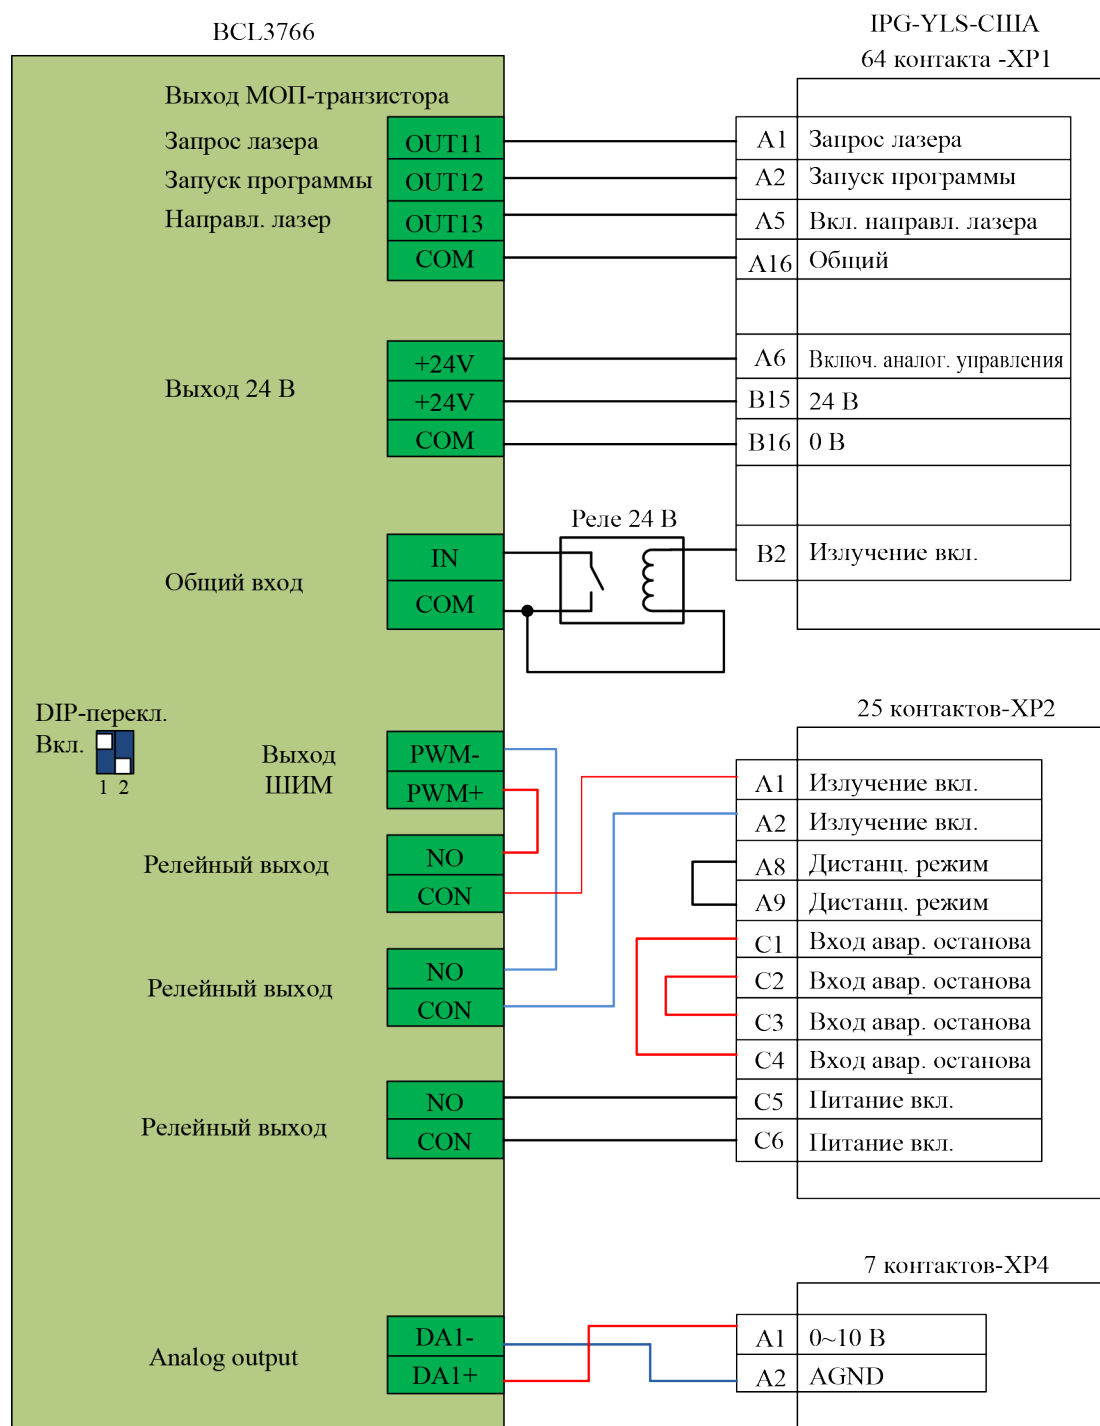 BCL3766
IPG-YLS-США
64 контакта -XP1
Выход МОП-транзистора
Запрос лазера
OUT11
A1
Запрос лазера
Запуск программы
OUT12
A2
Запуск программы
Направл. лазер
OUT13
A5
Вкл. направл. лазера
COM
A16
Общий
Выход 24 В
+24V
A6
Включ. аналог. управления
+24V
B15
24 В
COM
B16
0 В
Реле 24 В
Общий вход
IN
B2
Излучение вкл.
COM
25 контактов-XP2
DIP-перекл.
Вкл.
1 2
Выход
ШИМ
PWM-
PWM+
A1
Излучение вкл.
A2
Излучение вкл.
Релейный выход
NO
CON
A8
Дистанц. режим
A9
Дистанц. режим
C1
Вход авар. останова
Релейный выход
NO
CON
C2
Вход авар. останова
C3
Вход авар. останова
C4
Вход авар. останова
Релейный выход
NO
CON
C5
Питание вкл.
C6
Питание вкл.
7 контактов-XP4
Analog output
DA1-
DA1+
A1
0~10 В
A2
AGND